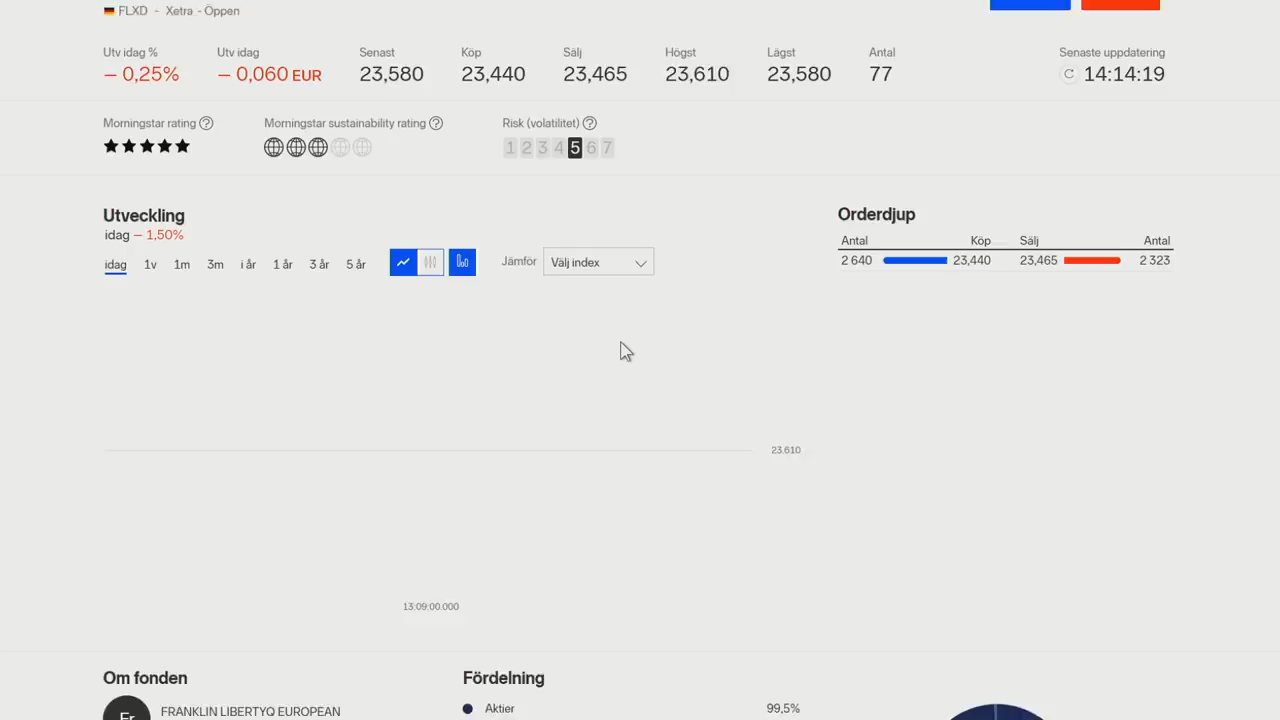 FLXD - Xetra - Öppen
Utv idag % Utv idag Senast Köp Sälj Högst Lägst Antal Senaste uppdatering
− 0,25% − 0,060 EUR 23,580 23,440 23,465 23,610 23,580 77 14:14:19
Morningstar rating ? Morningstar sustainability rating ? Risk (volatilitet) ?
1 2 3 4 5 6 7
Utveckling
idag − 1,50%
idag 1v 1m 3m i år 1 år 3 år 5 år Jämför Välj index
Orderdjup
Antal Köp Sälj Antal
2 640 23,440 23,465 2 323
23.610
13:09:00.000
Om fonden
Fr FRANKLIN LIBERTYQ EUROPEAN
Fördelning
Aktier 99,5%